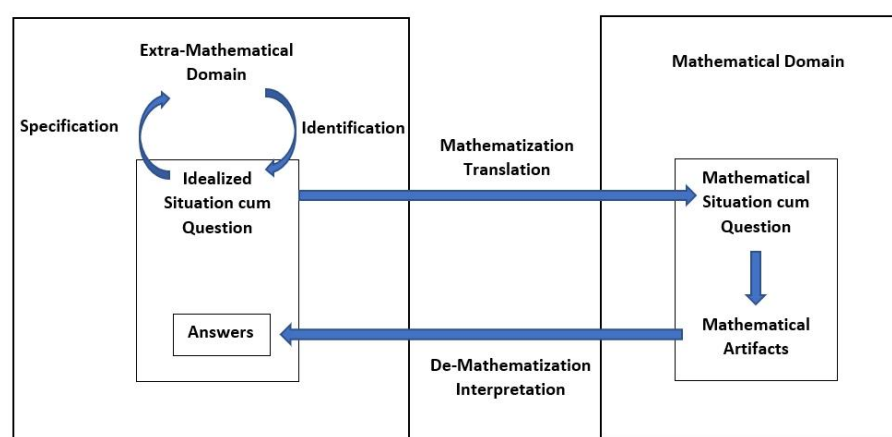 Extra-Mathematical
Domain
Specification
Identification
Idealized
Situation cum
Question
Answers
Mathematization
Translation
De-Mathematization
Interpretation
Mathematical Domain
Mathematical
Situation cum
Question
Mathematical
Artifacts